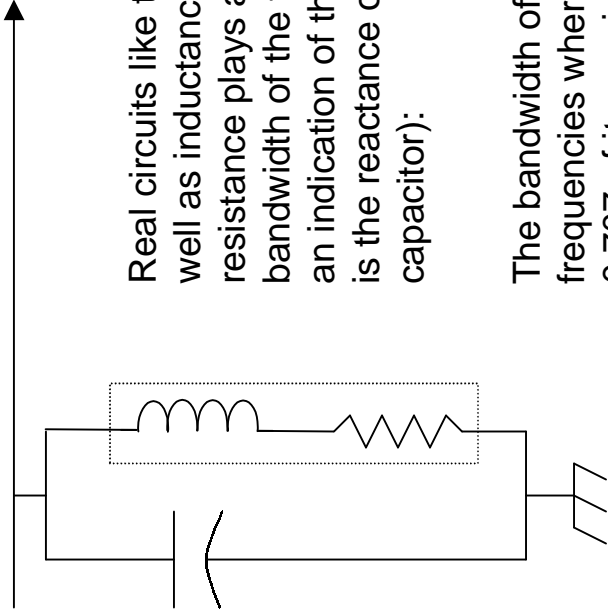 Real circuits like t
well as inductanc
resistance plays a
bandwidth of the
an indication of th
is the reactance o
capacitor):
The bandwidth of
frequencies wher